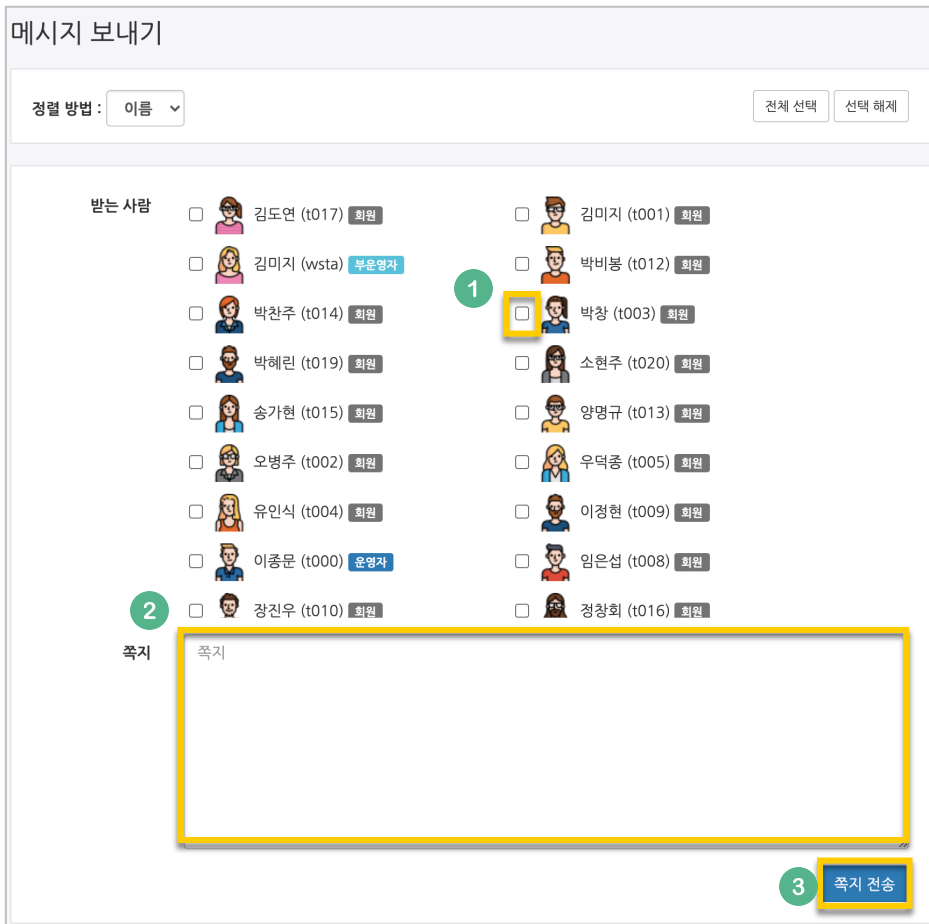 메시지 보내기
정렬 방법 : 이름 전체 선택 선택 해제
받는 사람
김도연 (t017) 회원 김미지 (t001) 회원
김미지 (wsta) 부운영자 박비봉 (t012) 회원
1
박찬주 (t014) 회원 박창 (t003) 회원
박혜린 (t019) 회원 소현주 (t020) 회원
송가현 (t015) 회원 양명규 (t013) 회원
오병주 (t002) 회원 우덕종 (t005) 회원
유인식 (t004) 회원 이정현 (t009) 회원
이종문 (t000) 운영자 임은섭 (t008) 회원
2 장진우 (t010) 회원 정창회 (t016) 회원
쪽지 쪽지
3 쪽지 전송